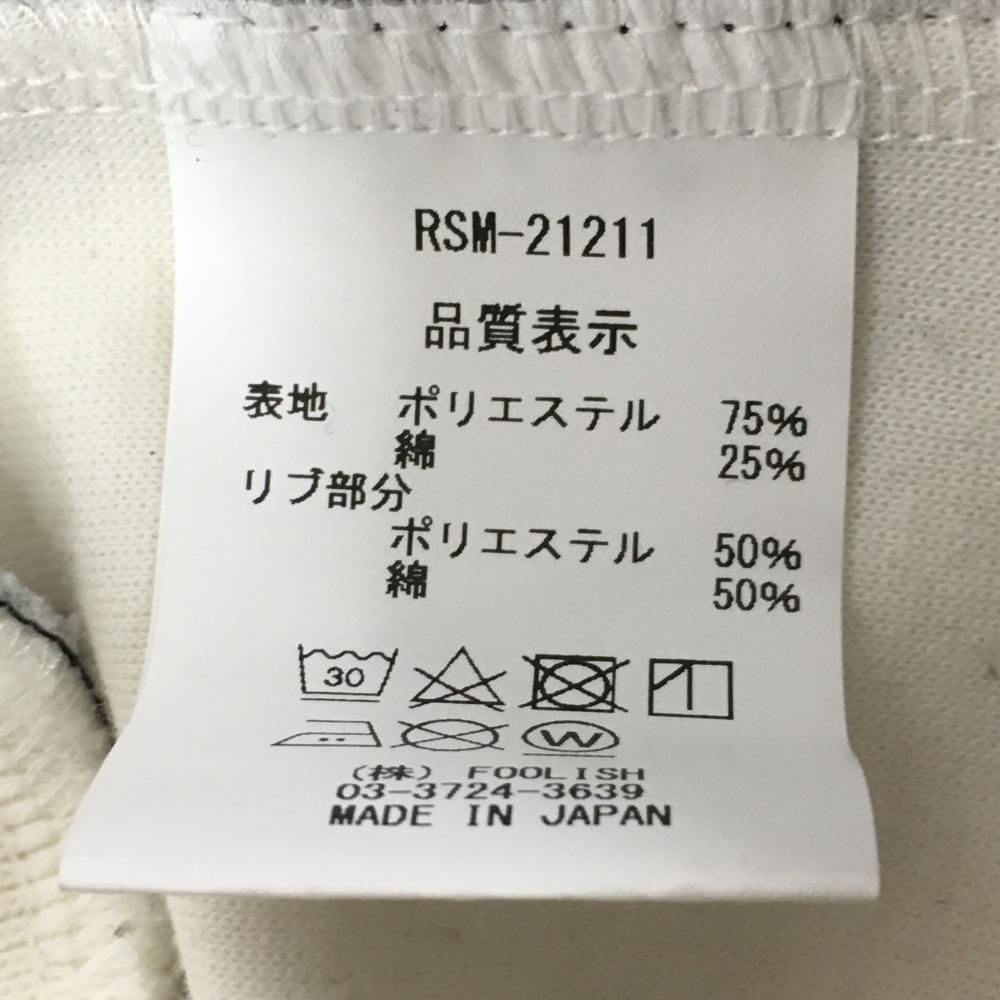 RSM-21211
品質表示
表地 ポリエステル 75%
綿 25%
リブ部分
ポリエステル 50%
綿 50%
30
W
(株) FOOLISH
03-3724-3639
MADE IN JAPAN